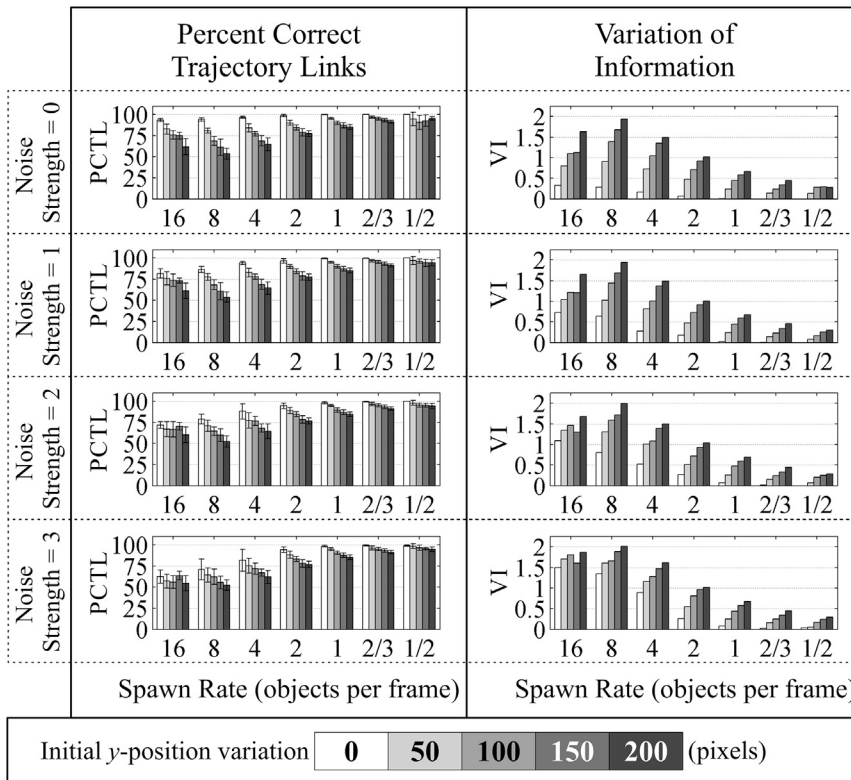 Percent Correct
Trajectory Links
Variation of
Information
Noise
Strength = 0
PCTL
100
75
50
25
0
16 8 4 2 1 2/3 1/2
VI
2
1.5
1
0.5
0
16 8 4 2 1 2/3 1/2
Noise
Strength = 1
PCTL
100
75
50
25
0
16 8 4 2 1 2/3 1/2
VI
2
1.5
1
0.5
0
16 8 4 2 1 2/3 1/2
Noise
Strength = 2
PCTL
100
75
50
25
0
16 8 4 2 1 2/3 1/2
VI
2
1.5
1
0.5
0
16 8 4 2 1 2/3 1/2
Noise
Strength = 3
PCTL
100
75
50
25
0
16 8 4 2 1 2/3 1/2
VI
2
1.5
1
0.5
0
16 8 4 2 1 2/3 1/2
Spawn Rate (objects per frame)
Spawn Rate (objects per frame)
Initial y-position variation 0 50 100 150 200 (pixels)